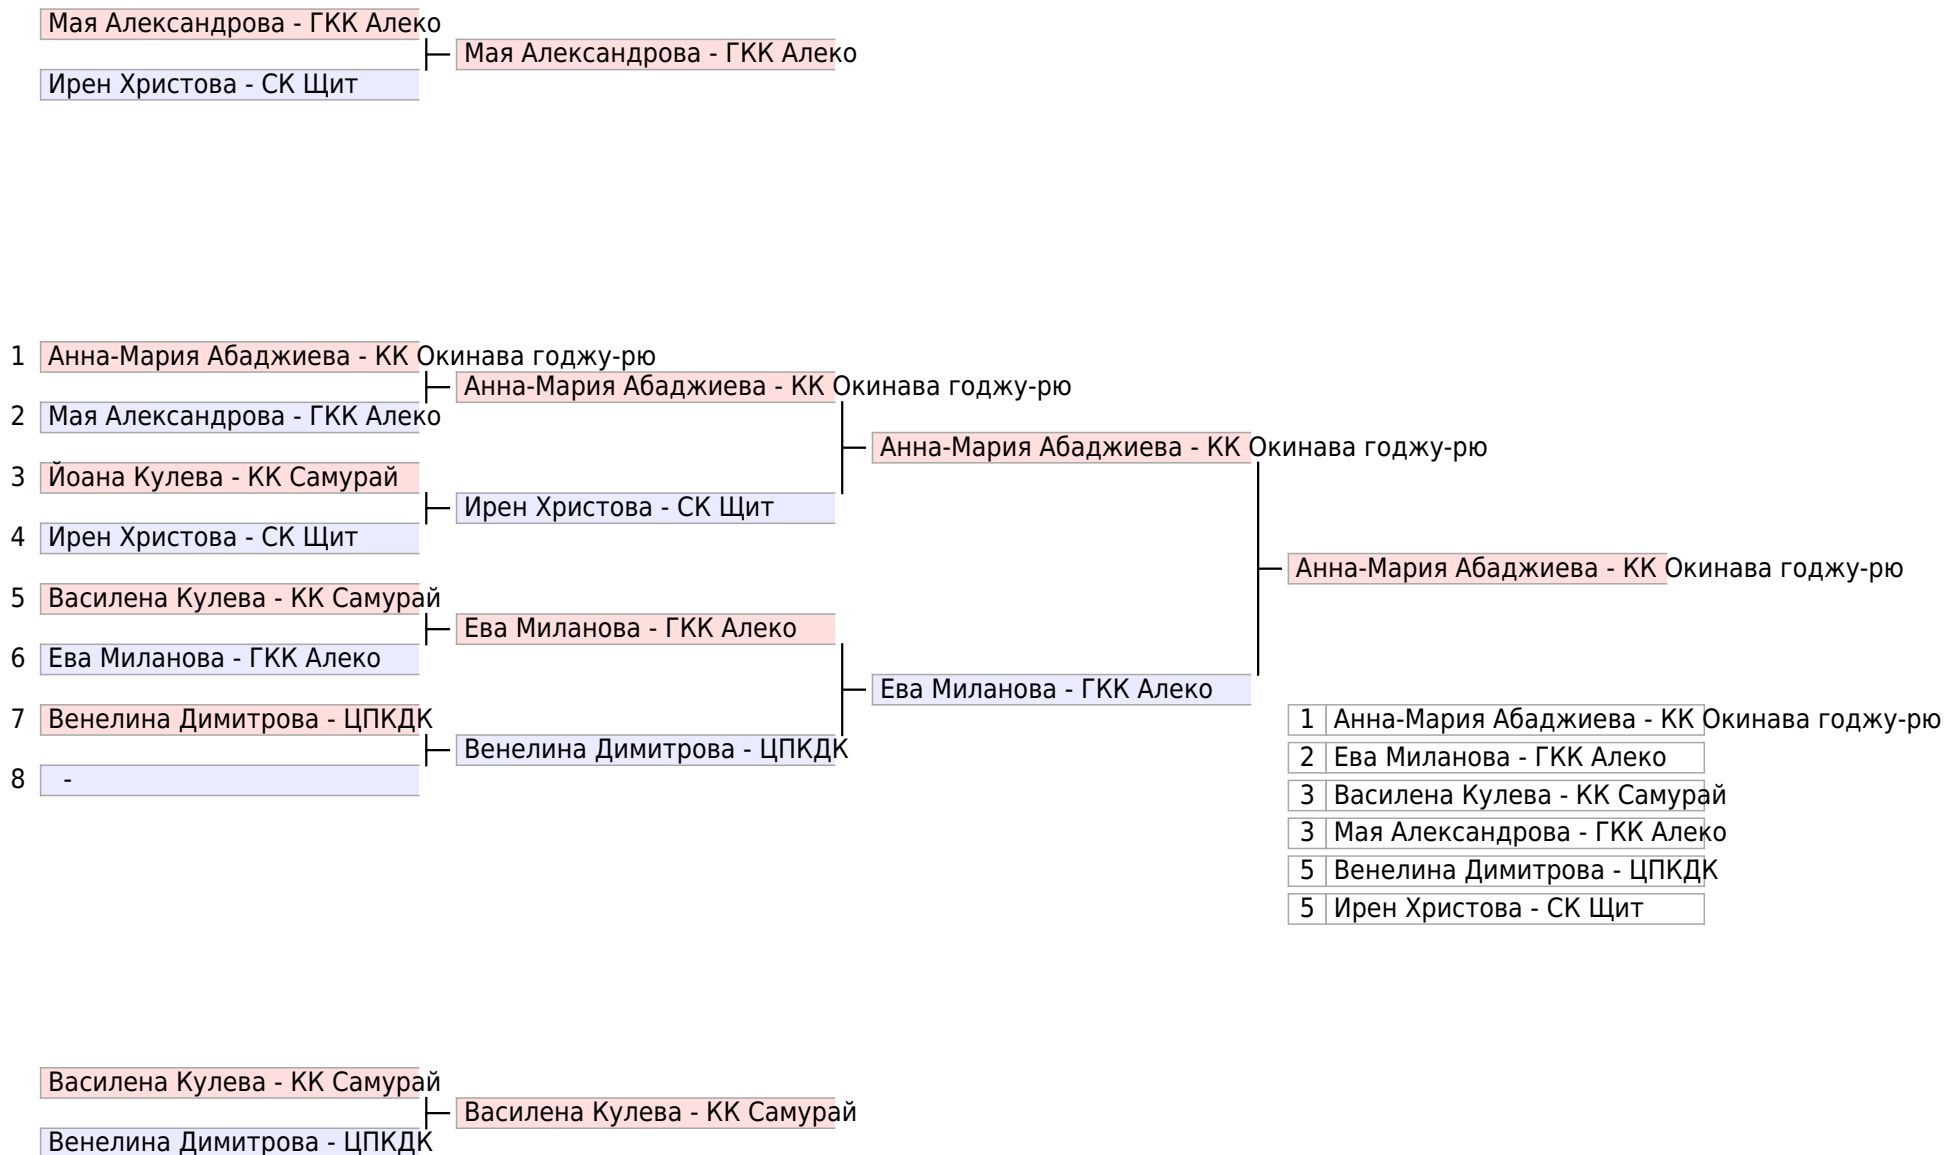 Мая Александрова - ГКК Алеко
Мая Александрова - ГКК Алеко
Ирен Христова - СК Щит
1 Анна-Мария Абаджиева - КК Окинава годжу-рю
Анна-Мария Абаджиева - КК Окинава годжу-рю
2 Мая Александрова - ГКК Алеко
Анна-Мария Абаджиева - КК Окинава годжу-рю
3 Йоана Кулева - КК Самурай
Ирен Христова - СК Щит
4 Ирен Христова - СК Щит
Анна-Мария Абаджиева - КК Окинава годжу-рю
5 Василена Кулева - КК Самурай
Ева Миланова - ГКК Алеко
6 Ева Миланова - ГКК Алеко
Ева Миланова - ГКК Алеко
7 Венелина Димитрова - ЦПКДК
Венелина Димитрова - ЦПКДК
8 -
1 Анна-Мария Абаджиева - КК Окинава годжу-рю
2 Ева Миланова - ГКК Алеко
3 Василена Кулева - КК Самурай
3 Мая Александрова - ГКК Алеко
5 Венелина Димитрова - ЦПКДК
5 Ирен Христова - СК Щит
Василена Кулева - КК Самурай
Василена Кулева - КК Самурай
Венелина Димитрова - ЦПКДК